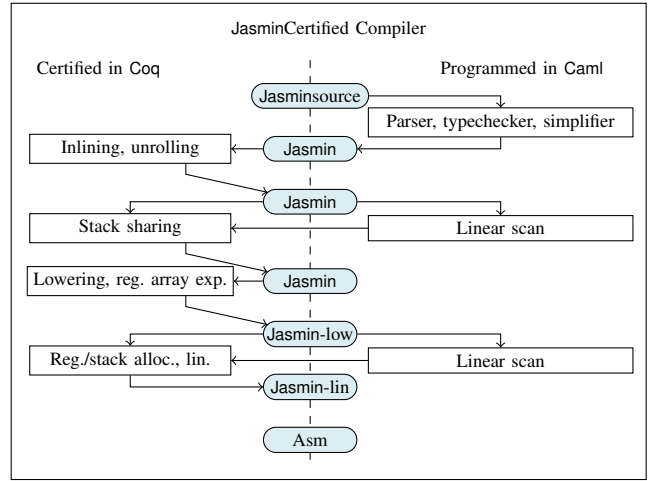 JasminCertified Compiler
Certified in Coq
Programmed in Caml
Jasminsource
Parser, typechecker, simplifier
Inlining, unrolling
Jasmin
Jasmin
Stack sharing
Linear scan
Lowering, reg. array exp.
Jasmin
Jasmin-low
Reg./stack alloc., lin.
Linear scan
Jasmin-lin
Asm